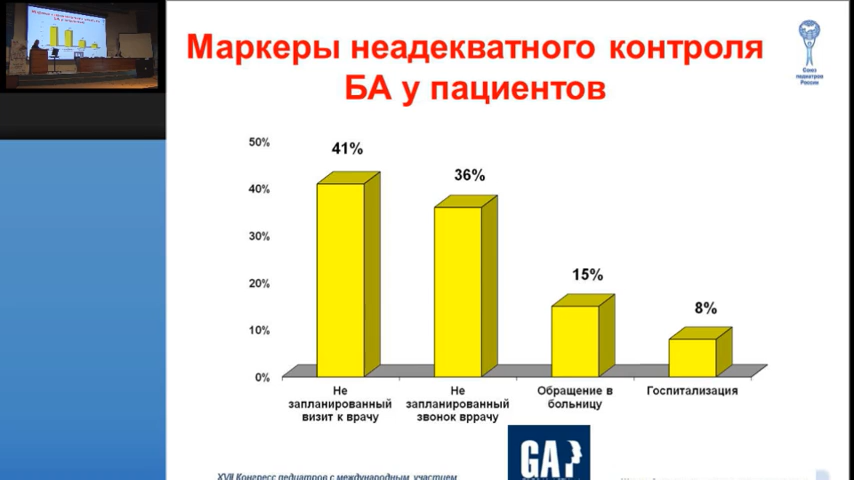 Маркеры неадекватного контроля
БА у пациентов
Союз
педиатров
России
50%
40%
30%
20%
10%
0%
41%
36%
15%
8%
Не
запланированный
визит к врачу
Не
запланированный
звонок вррачу
Обращение в
больницу
Госпитализация
GAP
XVII Конгресс педиатров с международным участием